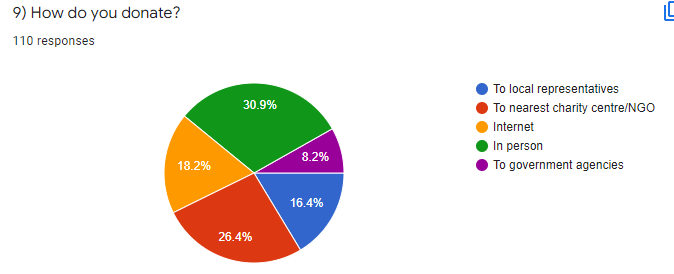 9) How do you donate?
110 responses
30.9%
8.2%
18.2%
16.4%
26.4%
To local representatives
To nearest charity centre/NGO
Internet
In person
To government agencies